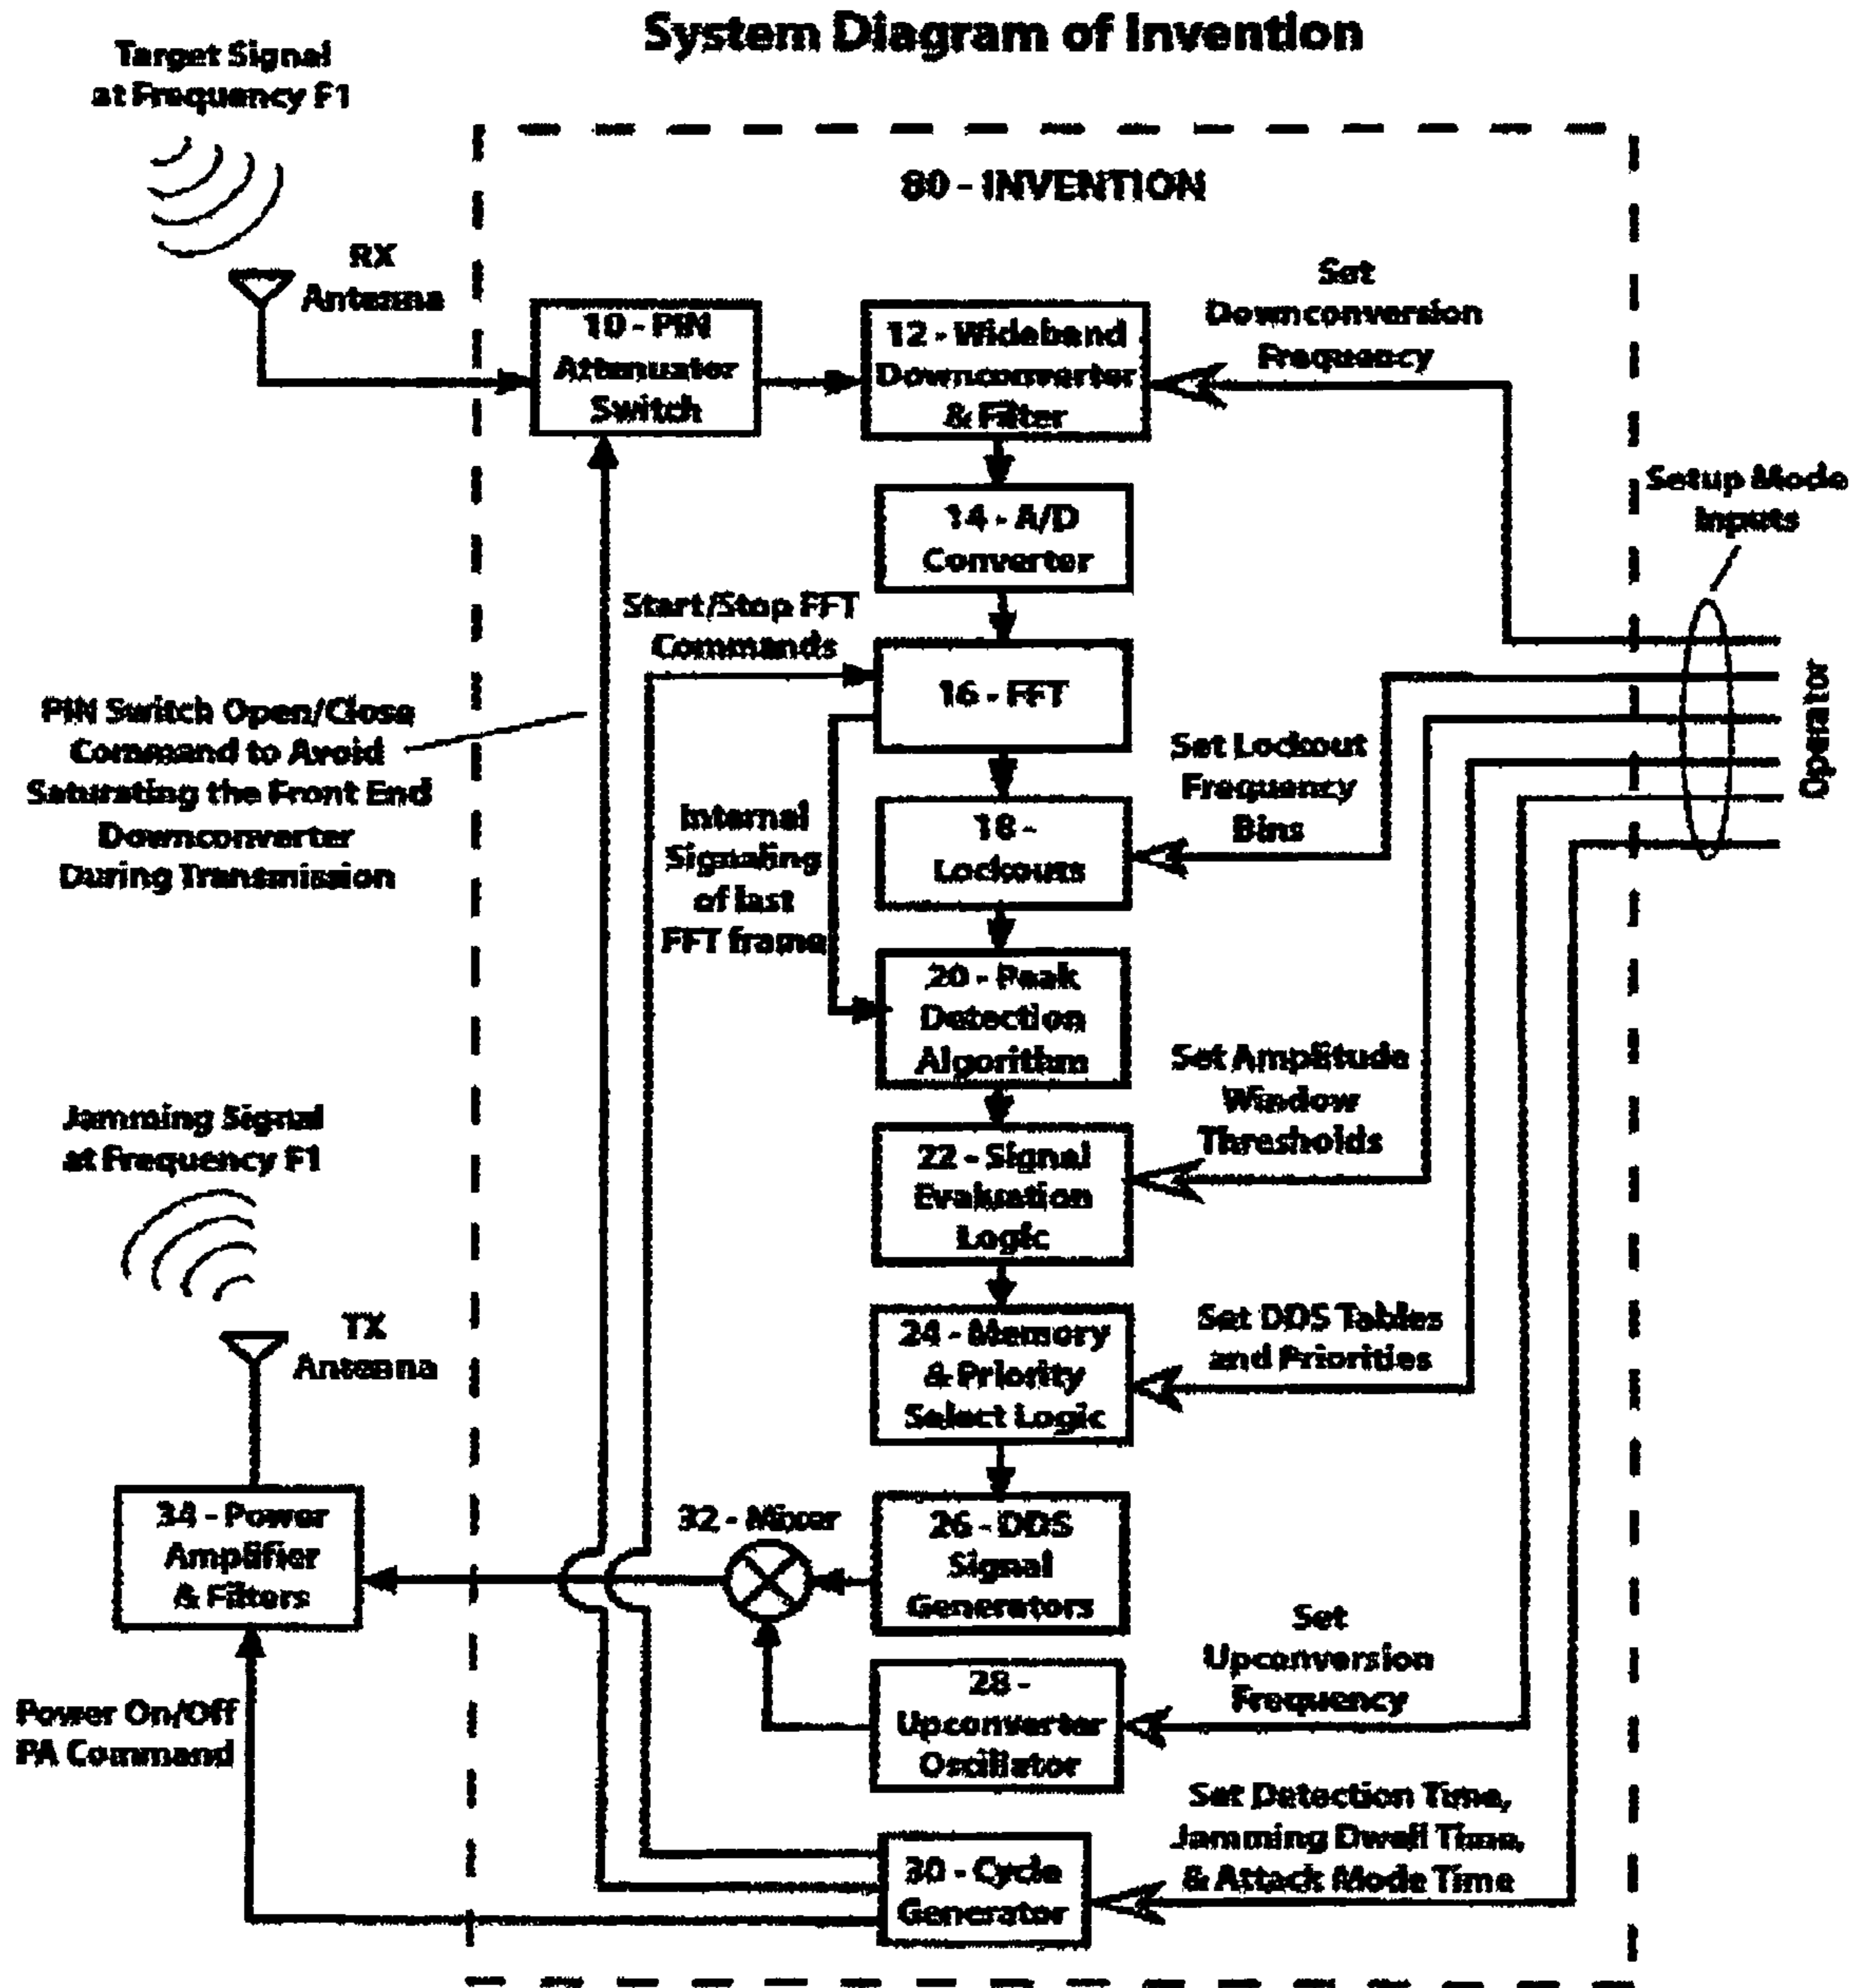 System Diagram of Invention
Target Signal
at Frequency F1
80 - INVENTION
RX
Antenna
10 - PIN
Attenuator
Switch
12 - Wideband
Downconverter
& Filter
Set
Downconversion
Frequency
14 - A/D
Converter
Setup Mode
Inputs
Operator
Start/Stop FFT
Commands
16 - FFT
PIN Switch Open/Close
Command to Avoid
Saturating the Front End
Downconverter
During Transmission
Internal
Signaling
of last
FFT frame
18 -
Lockouts
Set Lockout
Frequency
Bins
20 - Peak
Detection
Algorithm
22 - Signal
Evaluation
Logic
Set Amplitude
Window
Thresholds
Jamming Signal
at Frequency F1
TX
Antenna
24 - Memory
& Priority
Select Logic
Set DDS Tables
and Priorities
34 - Power
Amplifier
& Filters
32 - Mixer
26 - DDS
Signal
Generators
28 -
Upconverter
Oscillator
Set
Upconversion
Frequency
Power On/Off
PA Command
30 - Cycle
Generator
Set Detection Time,
Jamming Dwell Time,
& Attack Mode Time